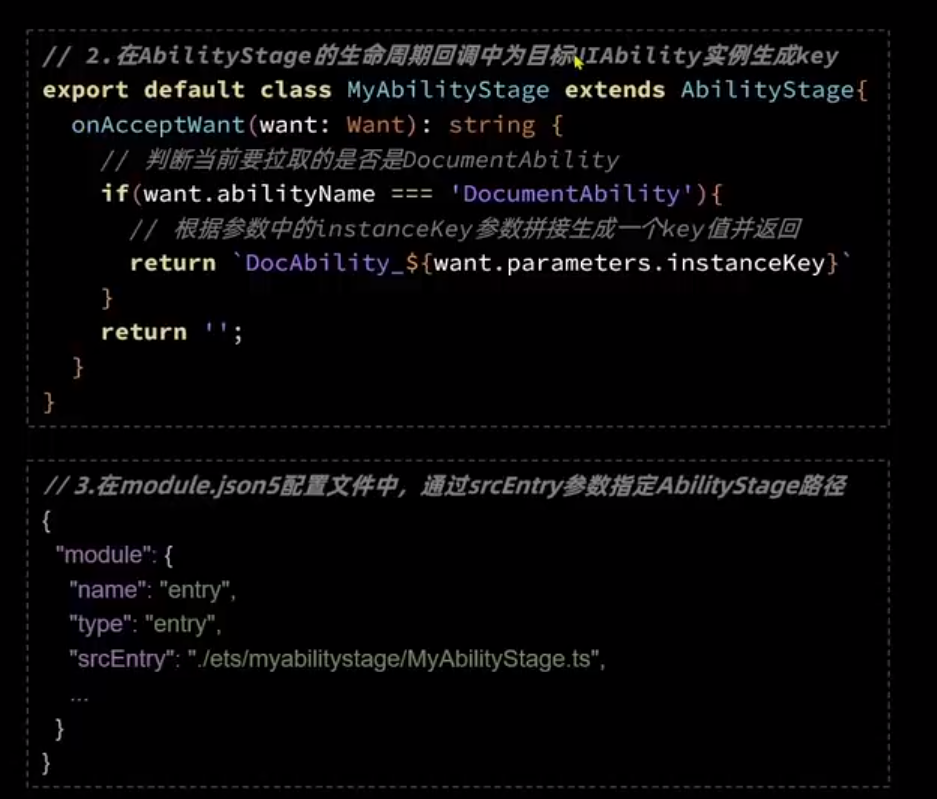 // 2.在AbilityStage的生命周期回调中为目标UIAbility实例生成key
export default class MyAbilityStage extends AbilityStage{
onAcceptWant(want: Want): string {
// 判断当前要拉取的是否是DocumentAbility
if(want.abilityName === 'DocumentAbility'){
// 根据参数中的instanceKey参数拼接生成一个key值并返回
return `DocAbility_${want.parameters.instanceKey}`
}
return '';
}
}
// 3.在module.json5配置文件中，通过srcEntry参数指定AbilityStage路径
{
"module": {
"name": "entry",
"type": "entry",
"srcEntry": "./ets/myabilitystage/MyAbilityStage.ts",
...
}
}